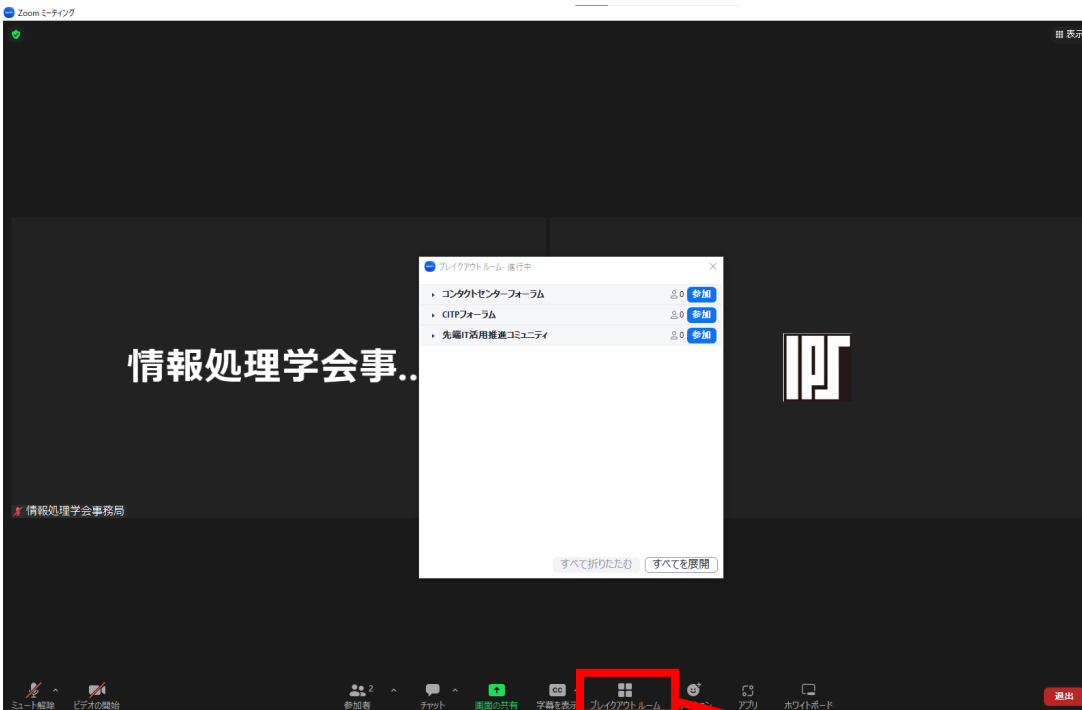 Zoom ミーティング
表示
ブレイクアウト ルーム - 進行中
コンタクトセンターフォーラム
0
参加
CITPフォーラム
0
参加
先端IT活用推進コミュニティ
0
参加
情報処理学会事...
IPSJ
情報処理学会事務局
すべて折りたたむ
すべてを展開
ミュート解除
ビデオの開始
2
参加者
チャット
画面の共有
CC
字幕を表示
ブレイクアウト ルーム
アプリ
ホワイトボード
退出